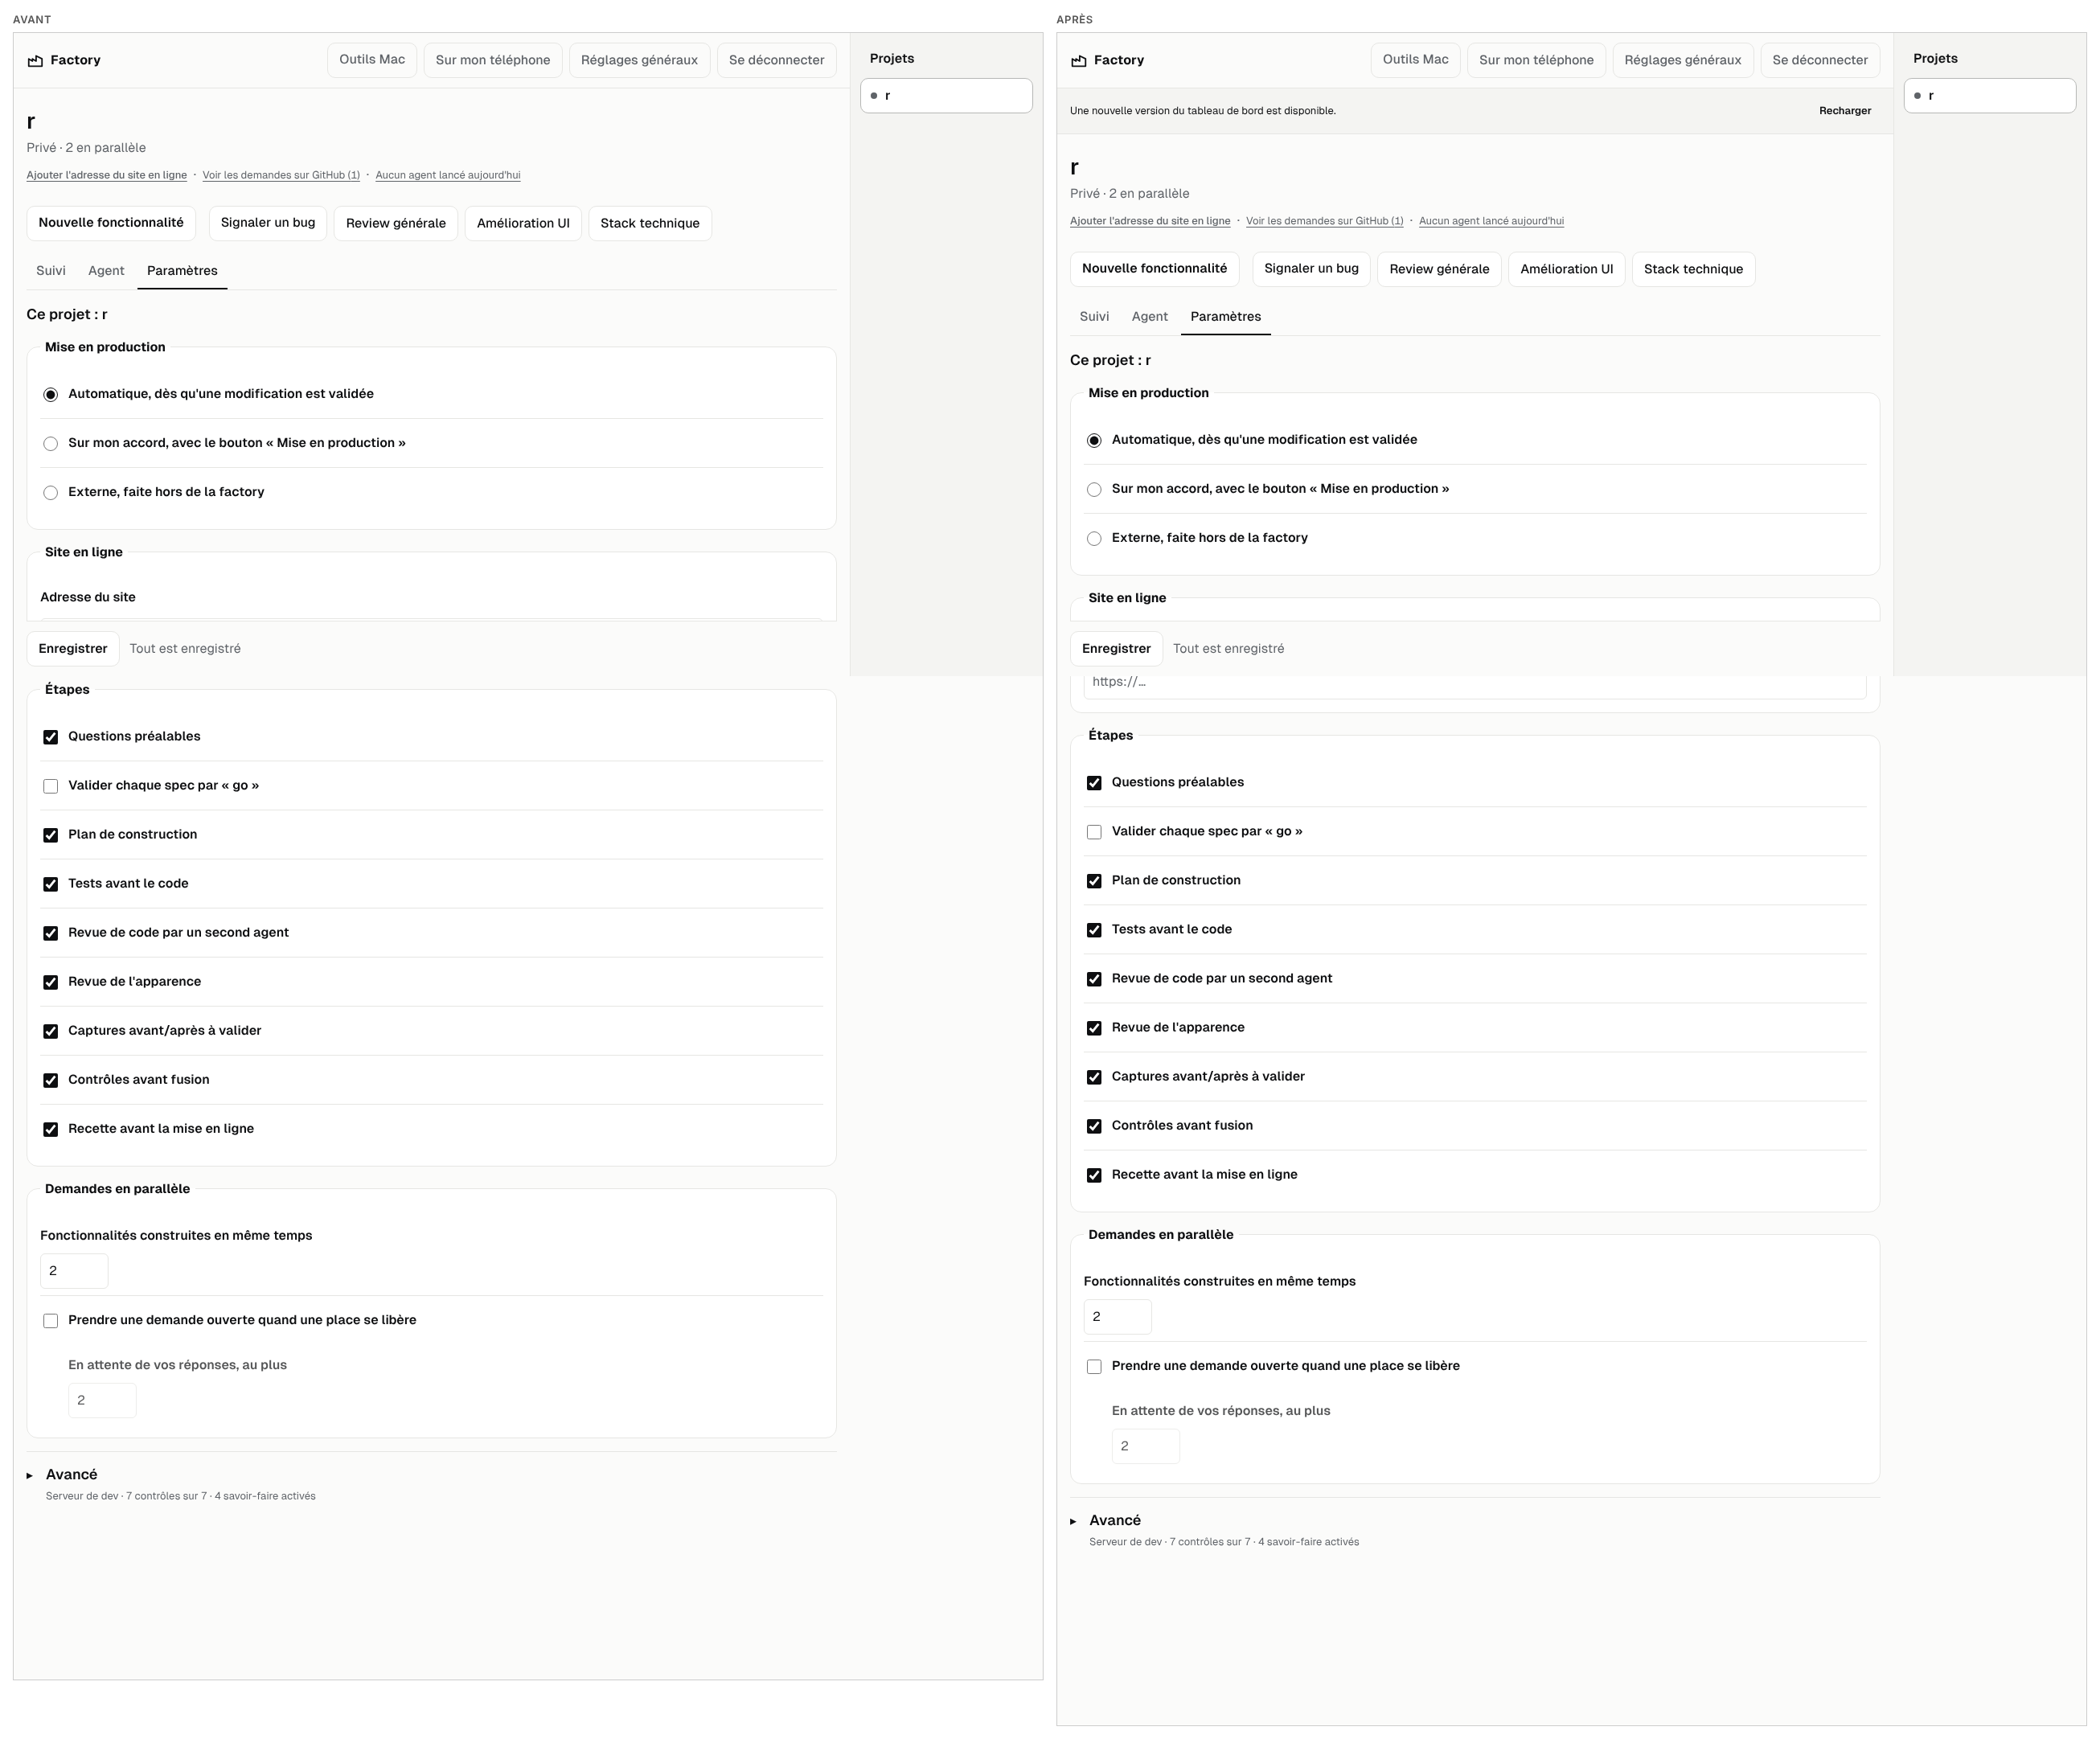 AVANT
Factory
Outils Mac
Sur mon téléphone
Réglages généraux
Se déconnecter
Projets
r
r
Privé · 2 en parallèle
Ajouter l'adresse du site en ligne · Voir les demandes sur GitHub (1) · Aucun agent lancé aujourd'hui
Nouvelle fonctionnalité
Signaler un bug
Review générale
Amélioration UI
Stack technique
Suivi
Agent
Paramètres
Ce projet : r
Mise en production
Automatique, dès qu'une modification est validée
Sur mon accord, avec le bouton « Mise en production »
Externe, faite hors de la factory
Site en ligne
Adresse du site
Enregistrer
Tout est enregistré
Étapes
Questions préalables
Valider chaque spec par « go »
Plan de construction
Tests avant le code
Revue de code par un second agent
Revue de l'apparence
Captures avant/après à valider
Contrôles avant fusion
Recette avant la mise en ligne
Demandes en parallèle
Fonctionnalités construites en même temps
2
Prendre une demande ouverte quand une place se libère
En attente de vos réponses, au plus
2
Avancé
Serveur de dev · 7 contrôles sur 7 · 4 savoir-faire activés
APRÈS
Factory
Outils Mac
Sur mon téléphone
Réglages généraux
Se déconnecter
Projets
r
Une nouvelle version du tableau de bord est disponible.
Recharger
r
Privé · 2 en parallèle
Ajouter l'adresse du site en ligne · Voir les demandes sur GitHub (1) · Aucun agent lancé aujourd'hui
Nouvelle fonctionnalité
Signaler un bug
Review générale
Amélioration UI
Stack technique
Suivi
Agent
Paramètres
Ce projet : r
Mise en production
Automatique, dès qu'une modification est validée
Sur mon accord, avec le bouton « Mise en production »
Externe, faite hors de la factory
Site en ligne
Enregistrer
Tout est enregistré
https://…
Étapes
Questions préalables
Valider chaque spec par « go »
Plan de construction
Tests avant le code
Revue de code par un second agent
Revue de l'apparence
Captures avant/après à valider
Contrôles avant fusion
Recette avant la mise en ligne
Demandes en parallèle
Fonctionnalités construites en même temps
2
Prendre une demande ouverte quand une place se libère
En attente de vos réponses, au plus
2
Avancé
Serveur de dev · 7 contrôles sur 7 · 4 savoir-faire activés